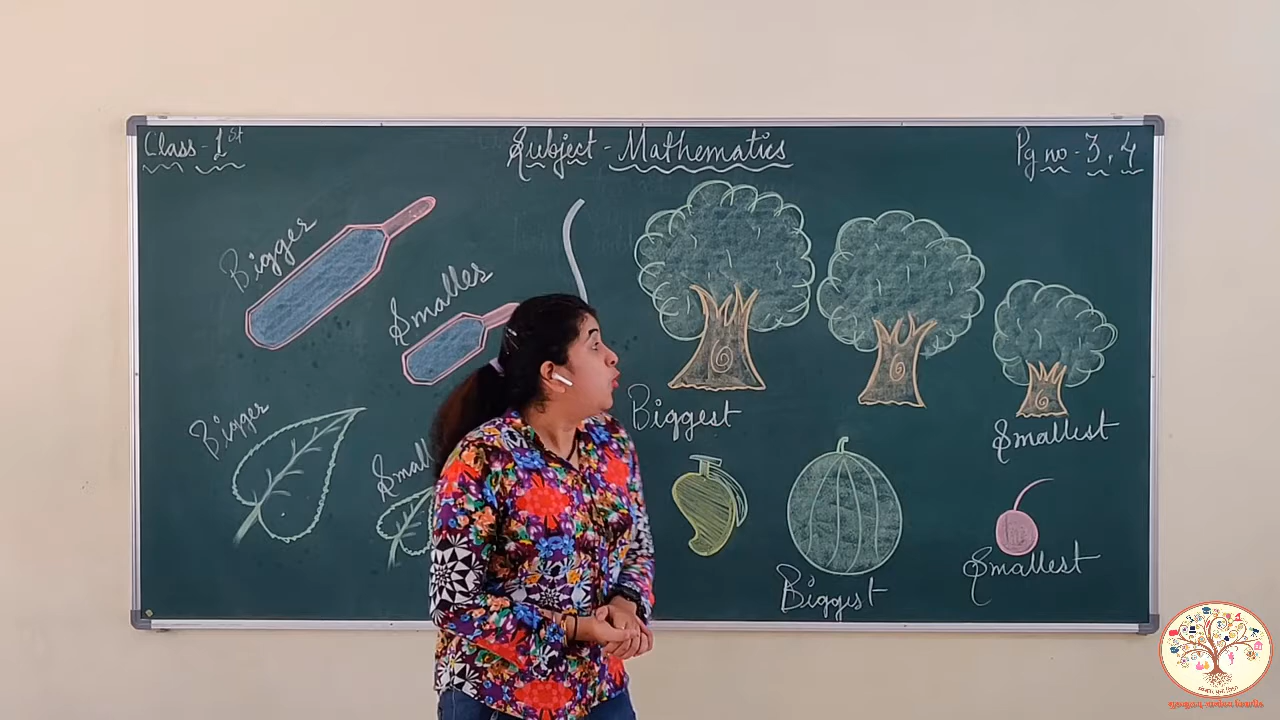 Class - 1st
Subject - Mathematics
Pg no - 3, 4
Bigger
Smaller
Biggest
Smallest
Bigger
Small
Biggest
Smallest